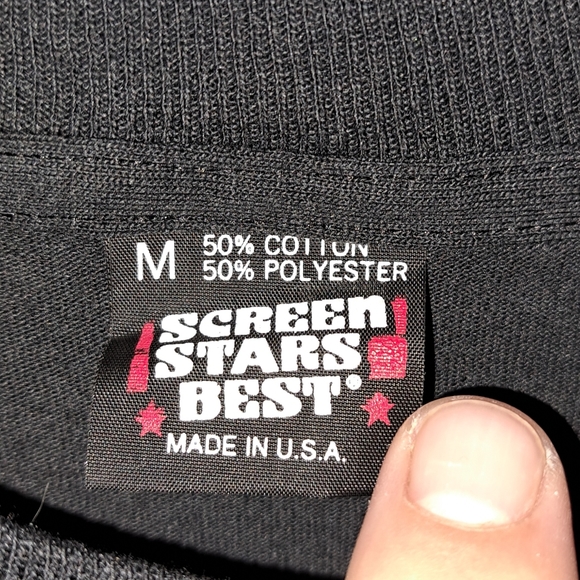 M 50% COTTON
50% POLYESTER
SCREEN
STARS
BEST®
MADE IN U.S.A.